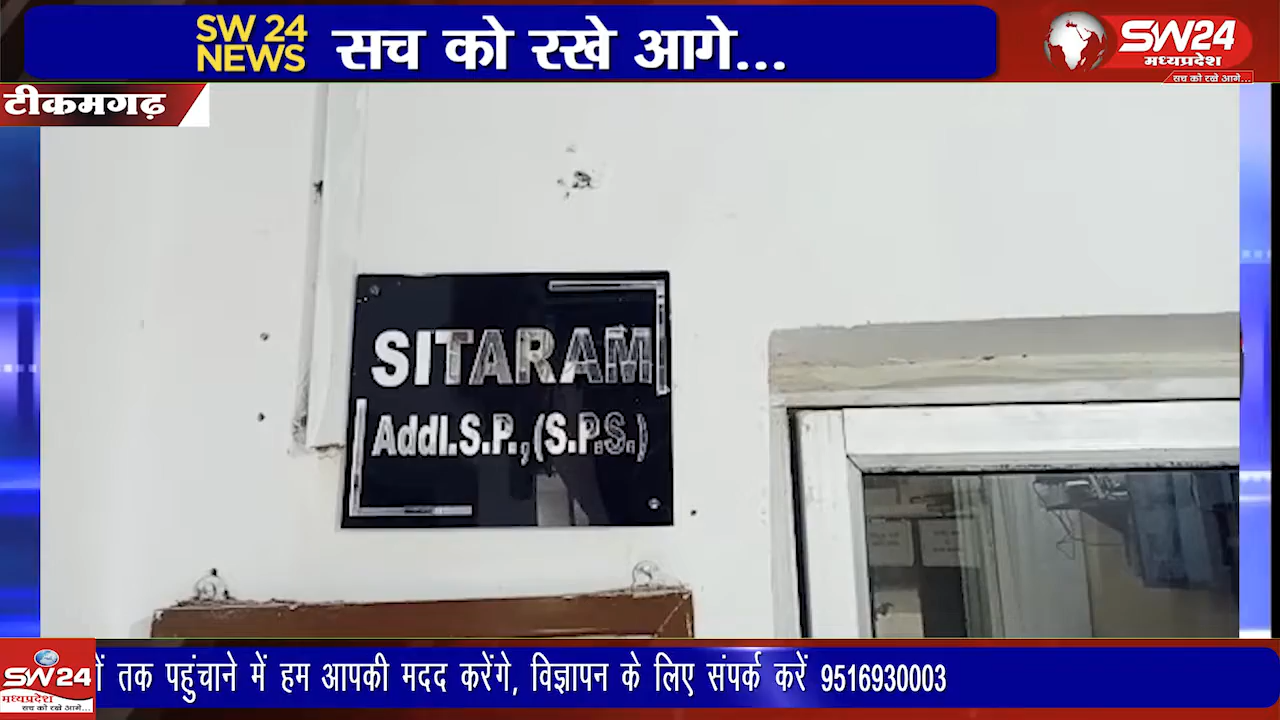 SW 24
NEWS
सच को रखे आगे...
SW24
मध्यप्रदेश
सच को रखे आगे...
टीकमगढ़
SITARAM
Addl.S.P.,(S.P.S.)
SW24
मध्यप्रदेश
सच को रखे आगे...
तक पहुंचाने में हम आपकी मदद करेंगे, विज्ञापन के लिए संपर्क करें 9516930003